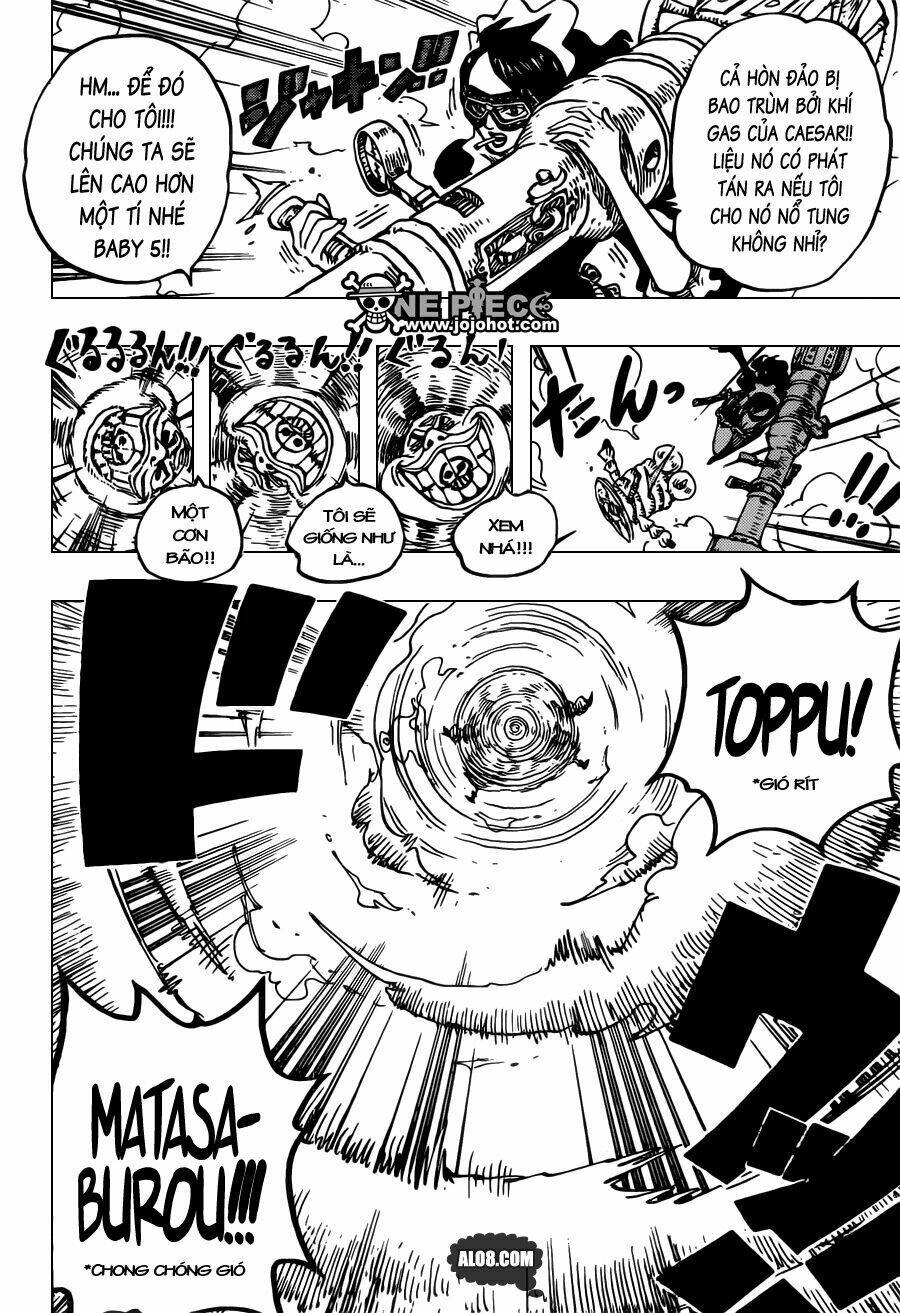 CẢ HÒN ĐẢO BỊ
BAO TRÙM BỞI KHÍ
GAS CỦA CAESAR!!
LIỆU NÓ CÓ PHÁT
TÁN RA NẾU TÔI
CHO NÓ NỔ TUNG
KHÔNG NHỈ?
ジャキーン!!
HM... ĐỂ ĐÓ
CHO TÔI!!!!
CHÚNG TA SẼ
LÊN CAO HƠN
MỘT TÍ NHÉ
BABY 5!!
ONE PIECE
www.jojohot.com
!!!
たんっ
ぐるん!
XEM
NHÁ!!!
ぐるるん!!
TÔI SẼ
GIỐNG NHƯ
LÀ...
ぐるるるん!!!
MỘT
CƠN
BÃO!!
TOPPU!
*GIÓ RÍT
ドウ
MATASA-
BUROU!!!
*CHONG CHÓNG GIÓ
ALO8.COM